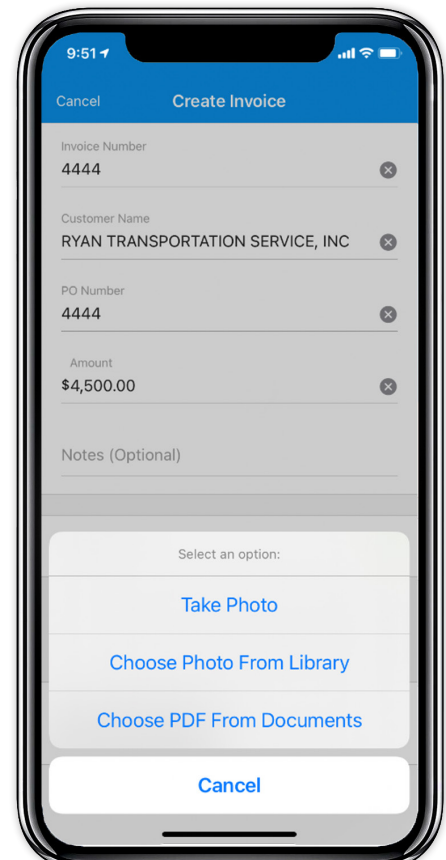 9:51
Cancel Create Invoice
Invoice Number
4444
Customer Name
RYAN TRANSPORTATION SERVICE, INC
PO Number
4444
Amount
$4,500.00
Notes (Optional)
Select an option:
Take Photo
Choose Photo From Library
Choose PDF From Documents
Cancel